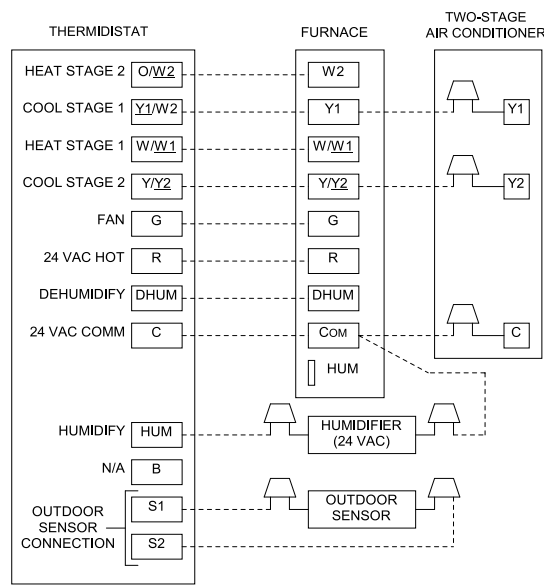 TWO-STAGE
THERMIDISTAT FURNACE AIR CONDITIONER
HEAT STAGE 2 O/W2 W2
COOL STAGE 1 Y1/W2 Y1 Y1
HEAT STAGE 1 W/W1 W/W1
COOL STAGE 2 Y/Y2 Y/Y2 Y2
FAN G G
24 VAC HOT R R
DEHUMIDIFY DHUM DHUM
24 VAC COMM C COM C
HUM
HUMIDIFY HUM HUMIDIFIER
(24 VAC)
N/A B
S1 OUTDOOR
SENSOR
OUTDOOR
SENSOR
CONNECTION
S2